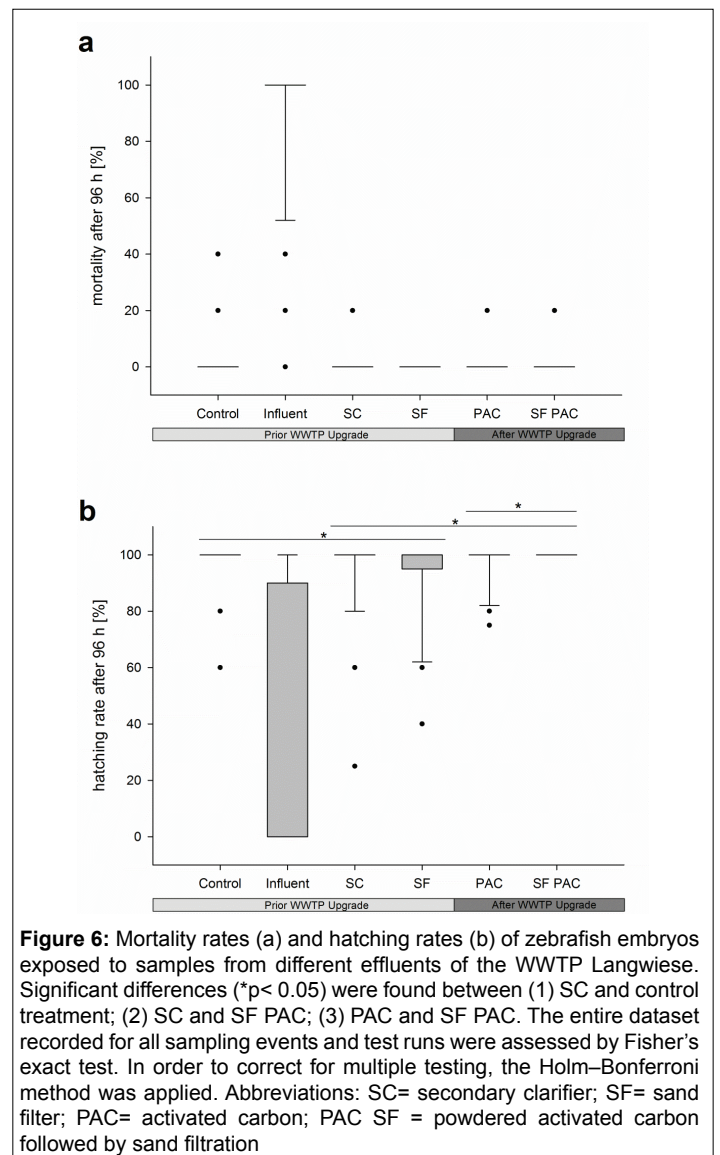 a
mortality after 96 h [%]
100
80
60
40
20
0
Control Influent SC SF PAC SF PAC
Prior WWTP Upgrade After WWTP Upgrade
b
* * *
hatching rate after 96 h [%]
100
80
60
40
20
0
Control Influent SC SF PAC SF PAC
Prior WWTP Upgrade After WWTP Upgrade
Figure 6: Mortality rates (a) and hatching rates (b) of zebrafish embryos
exposed to samples from different effluents of the WWTP Langwiese.
Significant differences (*p< 0.05) were found between (1) SC and control
treatment; (2) SC and SF PAC; (3) PAC and SF PAC. The entire dataset
recorded for all sampling events and test runs were assessed by Fisher's
exact test. In order to correct for multiple testing, the Holm–Bonferroni
method was applied. Abbreviations: SC= secondary clarifier; SF= sand
filter; PAC= activated carbon; PAC SF = powdered activated carbon
followed by sand filtration